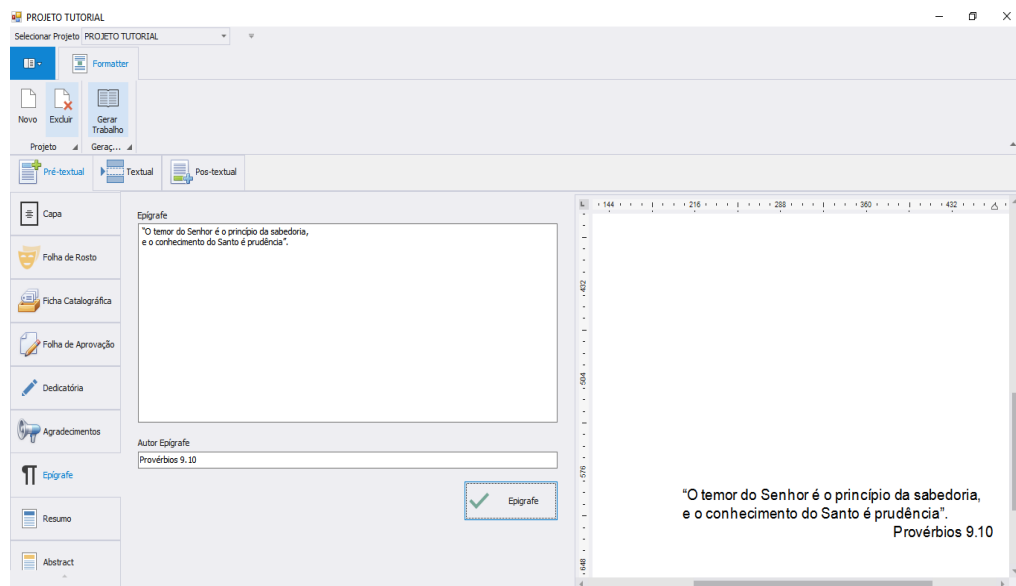 PROJETO TUTORIAL
Selecionar Projeto PROJETO TUTORIAL
Formatter
Novo
Excluir
Gerar
Trabalho
Projeto
Geraç...
Pré-textual
Textual
Pos-textual
Capa
Folha de Rosto
Ficha Catalográfica
Folha de Aprovação
Dedicatória
Agradecimentos
Epígrafe
Resumo
Abstract
Epígrafe
“O temor do Senhor é o princípio da sabedoria,
e o conhecimento do Santo é prudência”.
Autor Epígrafe
Provérbios 9.10
Epigrafe
L
144 216 288 360 432
432
504
576
648
“O temor do Senhor é o princípio da sabedoria,
e o conhecimento do Santo é prudência”.
Provérbios 9.10